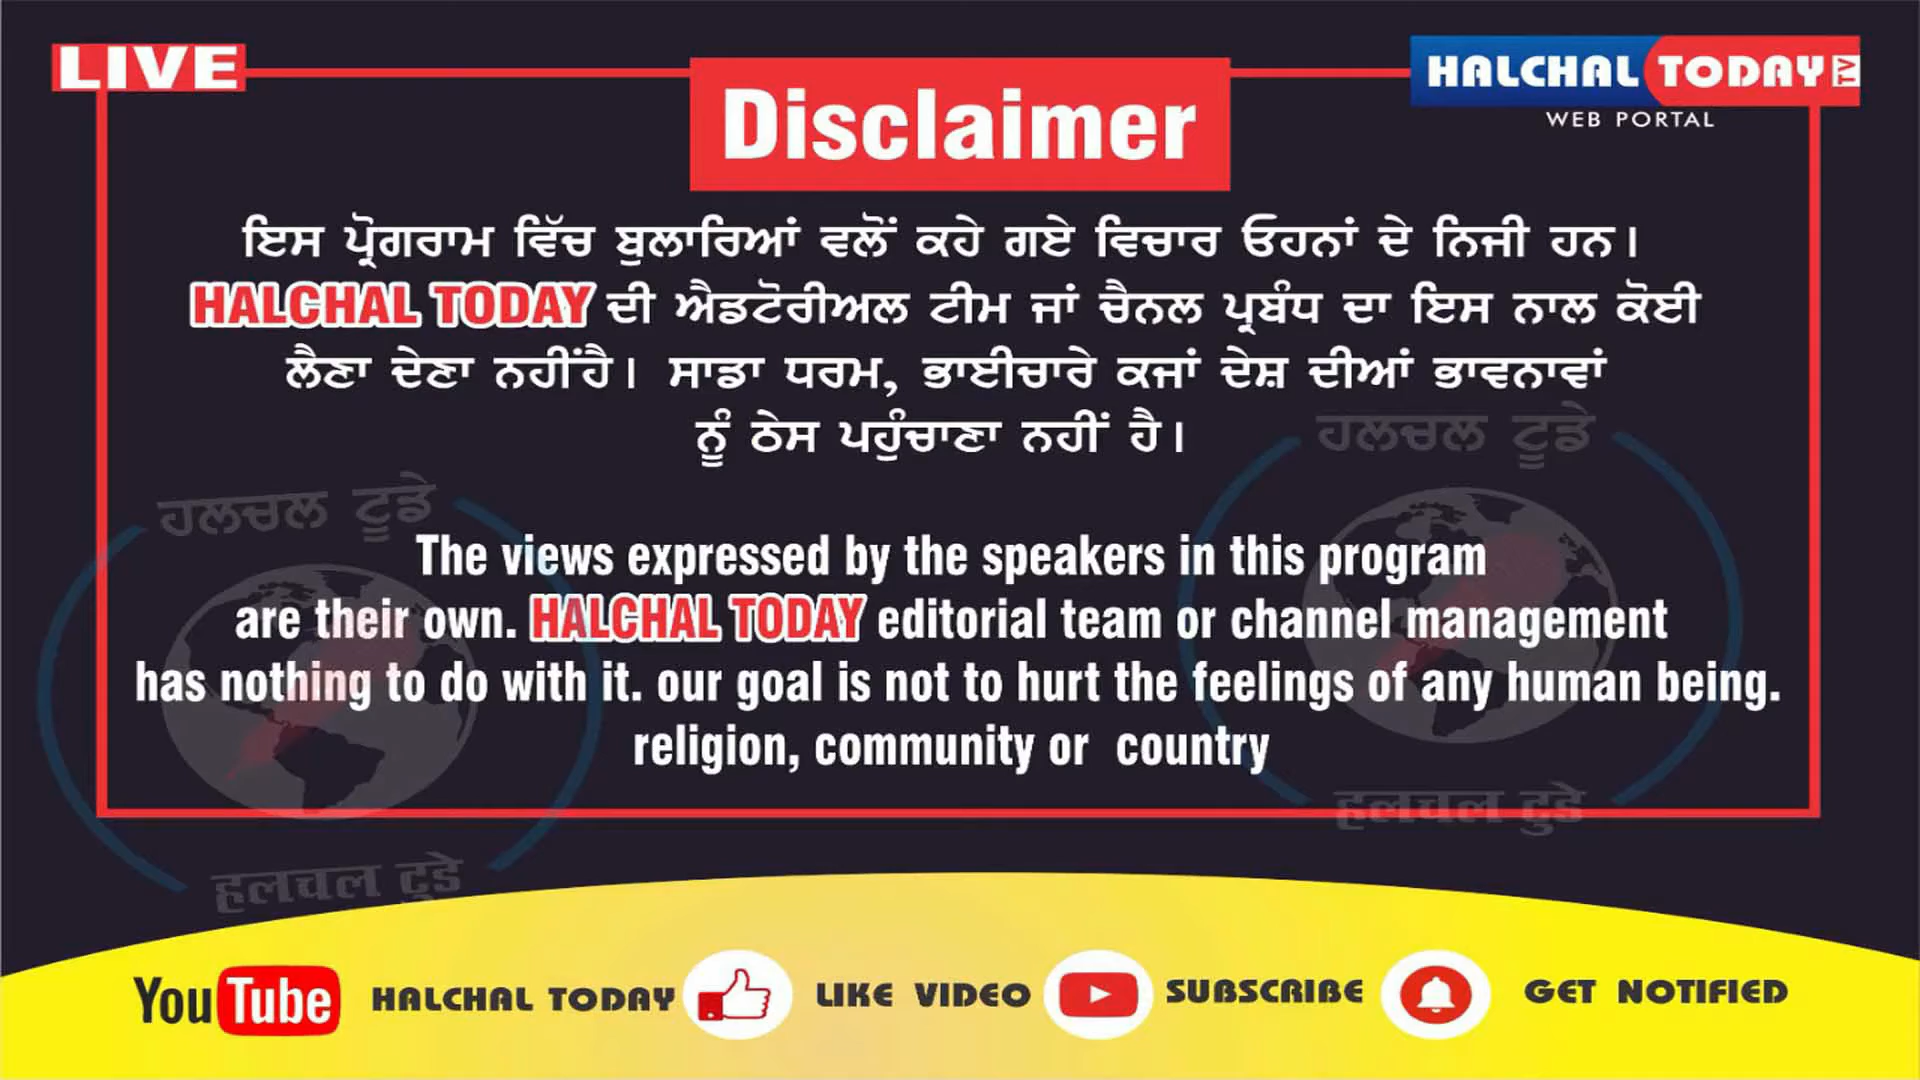 LIVE
HALCHAL TODAY TV
WEB PORTAL
Disclaimer
ਇਸ ਪ੍ਰੋਗਰਾਮ ਵਿੱਚ ਬੁਲਾਰਿਆਂ ਵਲੋਂ ਕਹੇ ਗਏ ਵਿਚਾਰ ਓਹਨਾਂ ਦੇ ਨਿਜੀ ਹਨ।
HALCHAL TODAY ਦੀ ਐਡਟੋਰੀਅਲ ਟੀਮ ਜਾਂ ਚੈਨਲ ਪ੍ਰਬੰਧ ਦਾ ਇਸ ਨਾਲ ਕੋਈ
ਲੈਣਾ ਦੇਣਾ ਨਹੀਂਹੈ। ਸਾਡਾ ਧਰਮ, ਭਾਈਚਾਰੇ ਕਜਾਂ ਦੇਸ਼ ਦੀਆਂ ਭਾਵਨਾਵਾਂ
ਨੂੰ ਠੇਸ ਪਹੁੰਚਾਣਾ ਨਹੀਂ ਹੈ।
ਹਲਚਲ ਟੂਡੇ
ਹਲਚਲ ਟੂਡੇ
The views expressed by the speakers in this program
are their own. HALCHAL TODAY editorial team or channel management
has nothing to do with it. our goal is not to hurt the feelings of any human being.
religion, community or country
हलचल टुडे
हलचल टुडे
YouTube HALCHAL TODAY LIKE VIDEO SUBSCRIBE GET NOTIFIED